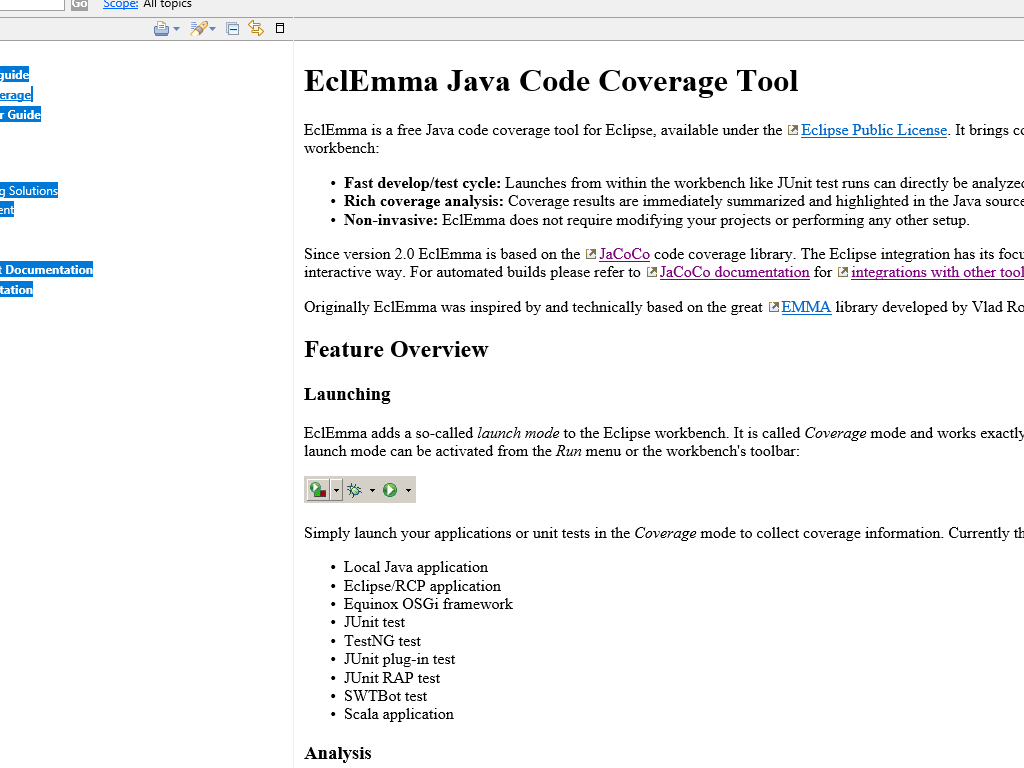 Go Scope: All topics
guide
erage
r Guide
g Solutions
ent
t Documentation
tation
EclEmma Java Code Coverage Tool
EclEmma is a free Java code coverage tool for Eclipse, available under the Eclipse Public License. It brings co
workbench:
• Fast develop/test cycle: Launches from within the workbench like JUnit test runs can directly be analyzed
• Rich coverage analysis: Coverage results are immediately summarized and highlighted in the Java source
• Non-invasive: EclEmma does not require modifying your projects or performing any other setup.
Since version 2.0 EclEmma is based on the JaCoCo code coverage library. The Eclipse integration has its focu
interactive way. For automated builds please refer to JaCoCo documentation for integrations with other tool
Originally EclEmma was inspired by and technically based on the great EMMA library developed by Vlad Ro
Feature Overview
Launching
EclEmma adds a so-called launch mode to the Eclipse workbench. It is called Coverage mode and works exactly
launch mode can be activated from the Run menu or the workbench's toolbar:
Simply launch your applications or unit tests in the Coverage mode to collect coverage information. Currently th
• Local Java application
• Eclipse/RCP application
• Equinox OSGi framework
• JUnit test
• TestNG test
• JUnit plug-in test
• JUnit RAP test
• SWTBot test
• Scala application
Analysis